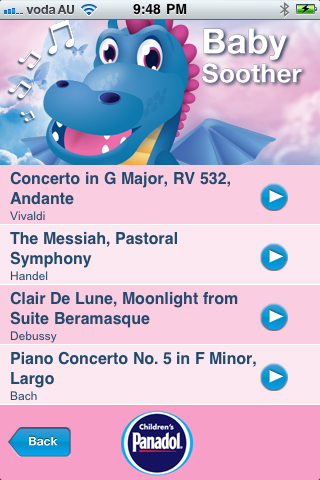 voda AU 9:48 PM
Baby
Soother
Concerto in G Major, RV 532,
Andante
Vivaldi
The Messiah, Pastoral
Symphony
Handel
Clair De Lune, Moonlight from
Suite Beramasque
Debussy
Piano Concerto No. 5 in F Minor,
Largo
Bach
Back
Children's
Panadol